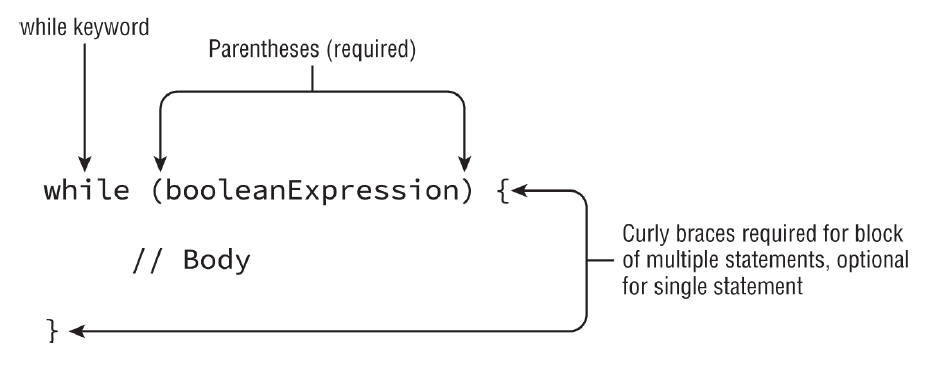 while keyword
Parentheses (required)
while (booleanExpression) {
// Body
Curly braces required for block
of multiple statements, optional
for single statement
}